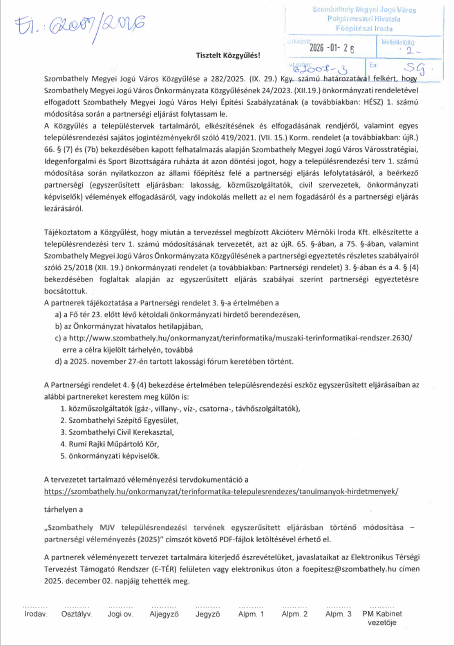 Szombathely Megyei Jogú Város
Polgármesteri Hivatala
Főépítészi Iroda
2026 -01- 26
Tisztelt Közgyűlés!
Szombathely Megyei Jogú Város Közgyűlése a 282/2025. (IX. 29.) Kgy. számú határozatával felkért, hogy
Szombathely Megyei Jogú Város Önkormányzata Közgyűlésének 24/2023. (XII.19.) önkormányzati rendeletével
elfogadott Szombathely Megyei Jogú Város Helyi Építési Szabályzatának (a továbbiakban: HÉSZ) 1. számú
módosítása során a partnerségi eljárást folytassam le.
A Közgyűlés a településtervek tartalmáról, elkészítésének és elfogadásának rendjéről, valamint egyes
településrendezési sajátos jogintézményekről szóló 419/2021. (VII. 15.) Korm. rendelet (a továbbiakban: újR.)
66. § (7) és (7b) bekezdésében kapott felhatalmazás alapján Szombathely Megyei Jogú Város Városstratégiai,
Idegenforgalmi és Sport Bizottságára ruházta át azon döntési jogot, hogy a településrendezési terv 1. számú
módosítása során nyilatkozzon az állami főépítész felé a partnerségi eljárás lefolytatásáról, a beérkező
partnerségi (egyszerűsített eljárásban: lakosság, közműszolgáltatók, civil szervezetek, önkormányzati
képviselők) vélemények elfogadásáról, vagy indokolás mellett az el nem fogadásáról és a partnerségi eljárás
lezárásáról.
Tájékoztatom a Közgyűlést, hogy miután a tervezéssel megbízott Akcióterv Mérnöki Iroda Kft. elkészítette a
településrendezési terv 1. számú módosításának tervezetét, azt az újR. 65. §-ában, a 75. §-ában, valamint
Szombathely Megyei Jogú Város Önkormányzata Közgyűlésének a partnerségi egyeztetés részletes szabályairól
szóló 25/2018 (XII. 19.) önkormányzati rendelet (a továbbiakban: Partnerségi rendelet) 3. §-ában és a 4. § (4)
bekezdésében foglaltak alapján az egyszerűsített eljárás szabályai szerint partnerségi egyeztetésre
bocsátottuk.
A partnerek tájékoztatása a Partnerségi rendelet 3. §-a értelmében a
a) a Fő tér 23. előtt lévő kétoldali önkormányzati hirdető berendezésen,
b) az Önkormányzat hivatalos hetilapjában,
c) a http://www.szombathely.hu/onkormanyzat/terinformatika/muszaki-terinformatikai-rendszer.2630/
erre a célra kijelölt tárhelyén, továbbá
d) a 2025. november 27-én tartott lakossági fórum keretében történt.
A Partnerségi rendelet 4. § (4) bekezdése értelmében településrendezési eszköz egyszerűsített eljárásaiban az
alábbi partnereket kerestem meg külön is:
1. közműszolgáltatók (gáz-, villany-, víz-, csatorna-, távhőszolgáltatók),
2. Szombathelyi Szépítő Egyesület,
3. Szombathelyi Civil Kerekasztal,
4. Rumi Rajki Műpártoló Kör,
5. önkormányzati képviselők.
A tervezetet tartalmazó véleményezési tervdokumentáció a
https://szombathely.hu/onkormanyzat/terinformatika-telepulesrendezes/tanulmanyok-hirdetmenyek/
tárhelyen a
„Szombathely MJV településrendezési tervének egyszerűsített eljárásban történő módosítása –
partnerségi véleményezés (2025)” címszót követő PDF-fájlok letöltésével érhető el.
A partnerek véleményezett tervezet tartalmára kiterjedő észrevételüket, javaslataikat az Elektronikus Térségi
Tervezést Támogató Rendszer (E-TÉR) felületen vagy elektronikus úton a foepitesz@szombathely.hu címen
2025. december 02. napjáig tehették meg.
Irodav. Osztályv. Jogi ov. Aljegyző Jegyző Alpm. 1 Alpm. 2 Alpm. 3 PM Kabinet
vezetője